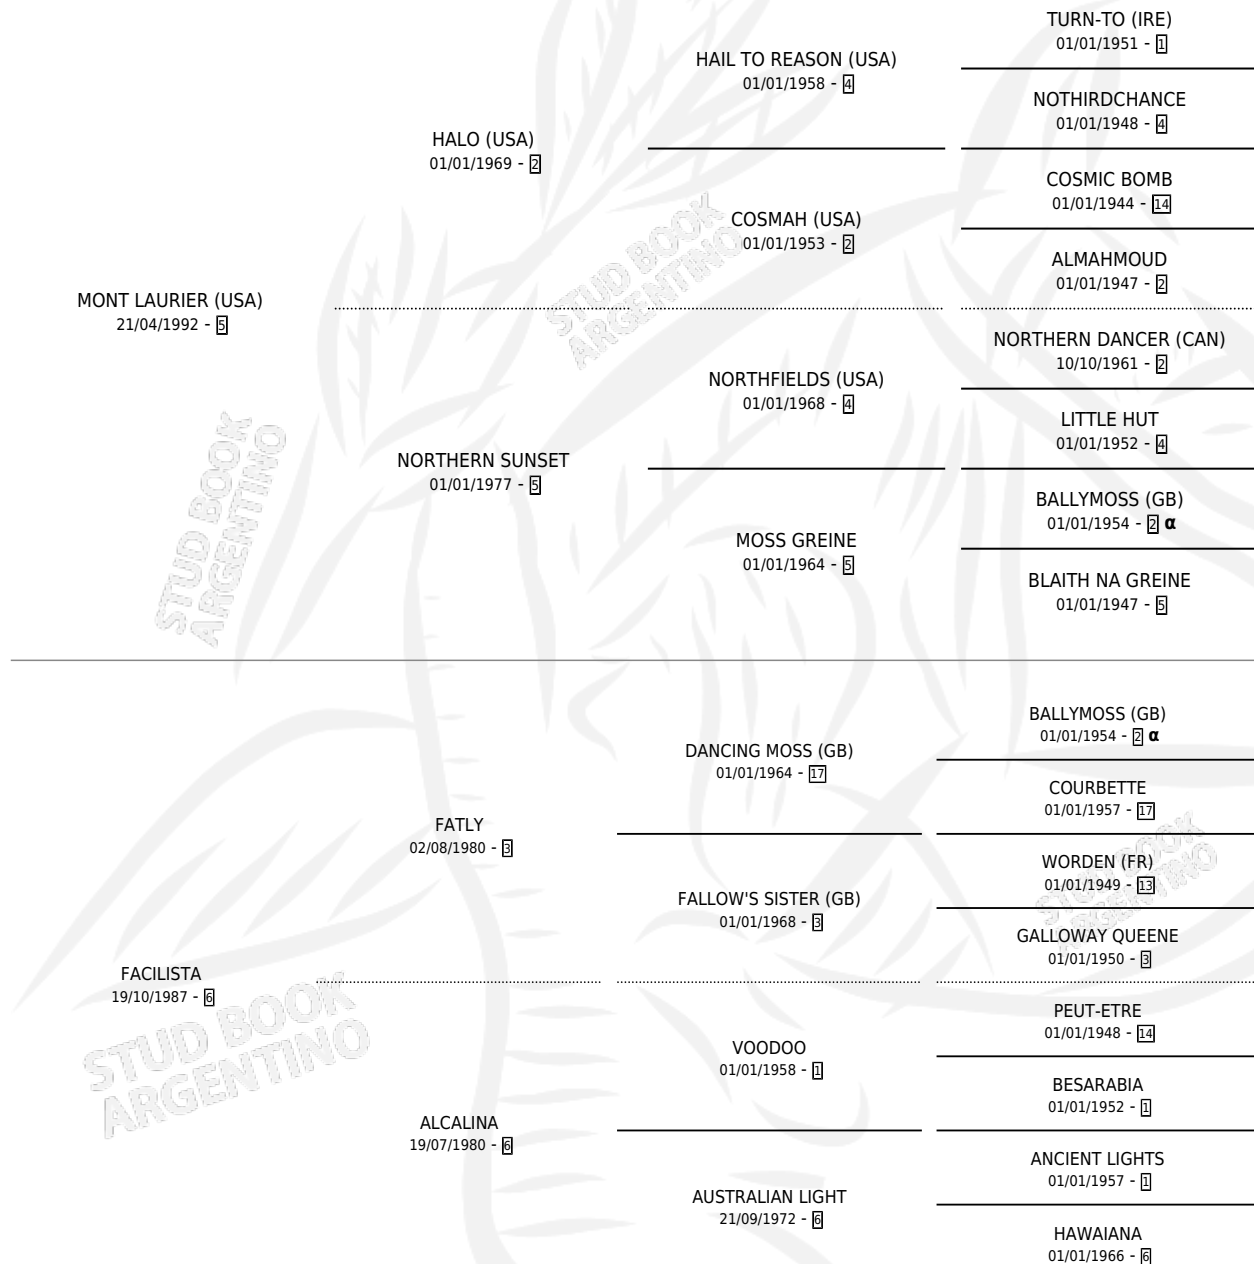 TURN-TO (IRE)
01/01/1951 - 1
HAIL TO REASON (USA)
01/01/1958 - 4
NOTHIRDCHANCE
01/01/1948 - 4
HALO (USA)
01/01/1969 - 2
COSMIC BOMB
01/01/1944 - 14
COSMAH (USA)
01/01/1953 - 2
ALMAHMOUD
01/01/1947 - 2
MONT LAURIER (USA)
21/04/1992 - 5
NORTHERN DANCER (CAN)
10/10/1961 - 2
NORTHFIELDS (USA)
01/01/1968 - 4
LITTLE HUT
01/01/1952 - 4
NORTHERN SUNSET
01/01/1977 - 5
BALLYMOSS (GB)
01/01/1954 - 2 α
MOSS GREINE
01/01/1964 - 5
BLAITH NA GREINE
01/01/1947 - 5
BALLYMOSS (GB)
01/01/1954 - 2 α
DANCING MOSS (GB)
01/01/1964 - 17
COURBETTE
01/01/1957 - 17
FATLY
02/08/1980 - 3
WORDEN (FR)
01/01/1949 - 13
FALLOW'S SISTER (GB)
01/01/1968 - 3
GALLOWAY QUEENE
01/01/1950 - 3
FACILISTA
19/10/1987 - 6
PEUT-ETRE
01/01/1948 - 14
VOODOO
01/01/1958 - 1
BESARABIA
01/01/1952 - 1
ALCALINA
19/07/1980 - 6
ANCIENT LIGHTS
01/01/1957 - 1
AUSTRALIAN LIGHT
21/09/1972 - 6
HAWAIANA
01/01/1966 - 6
STUD BOOK
ARGENTINO
STUD BOOK
ARGENTINO
STUD BOOK
ARGENTINO
STUD BOOK
ARGENTINO